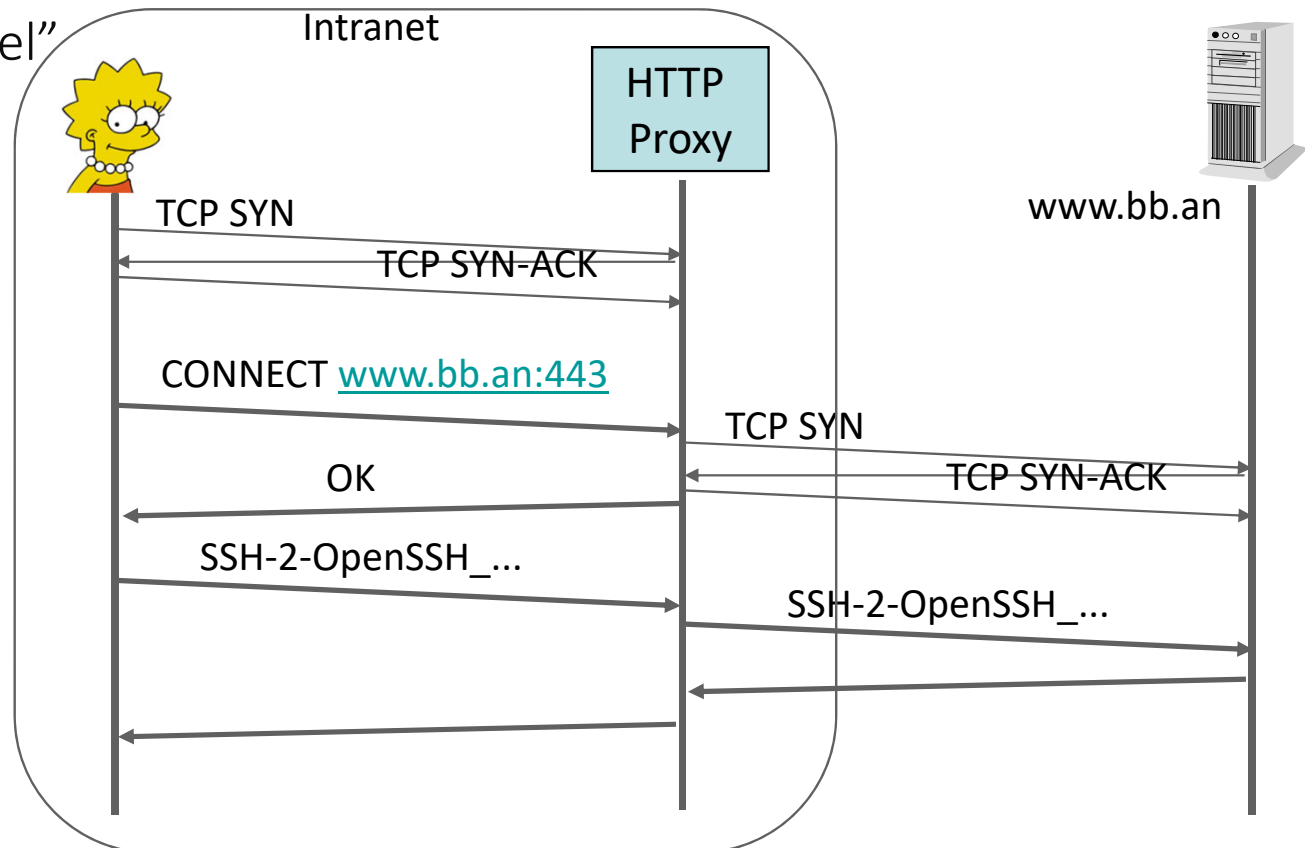 el”
Intranet
HTTP
Proxy
www.bb.an
TCP SYN
TCP SYN-ACK
CONNECT www.bb.an:443
TCP SYN
TCP SYN-ACK
OK
SSH-2-OpenSSH_...
SSH-2-OpenSSH_...